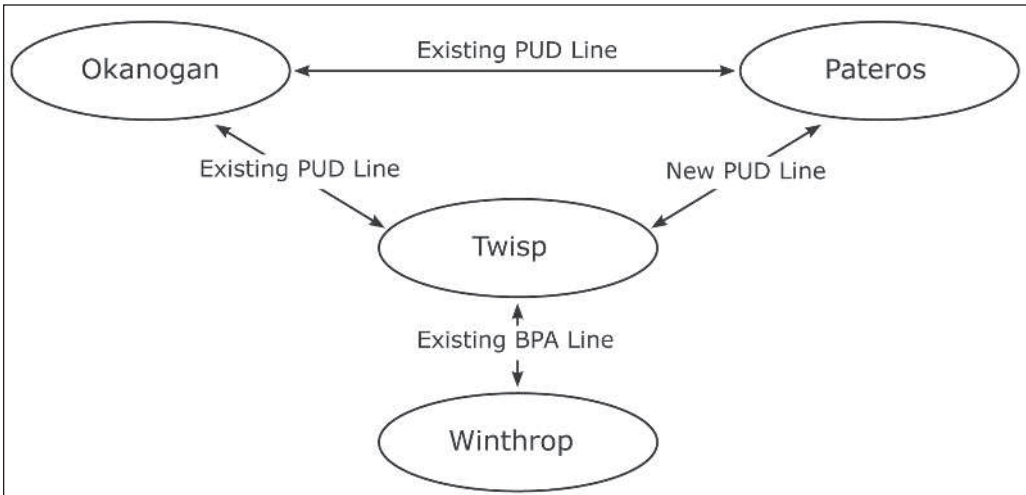 Existing PUD Line
Okanogan
Pateros
Existing PUD Line
New PUD Line
Twisp
Existing BPA Line
Winthrop